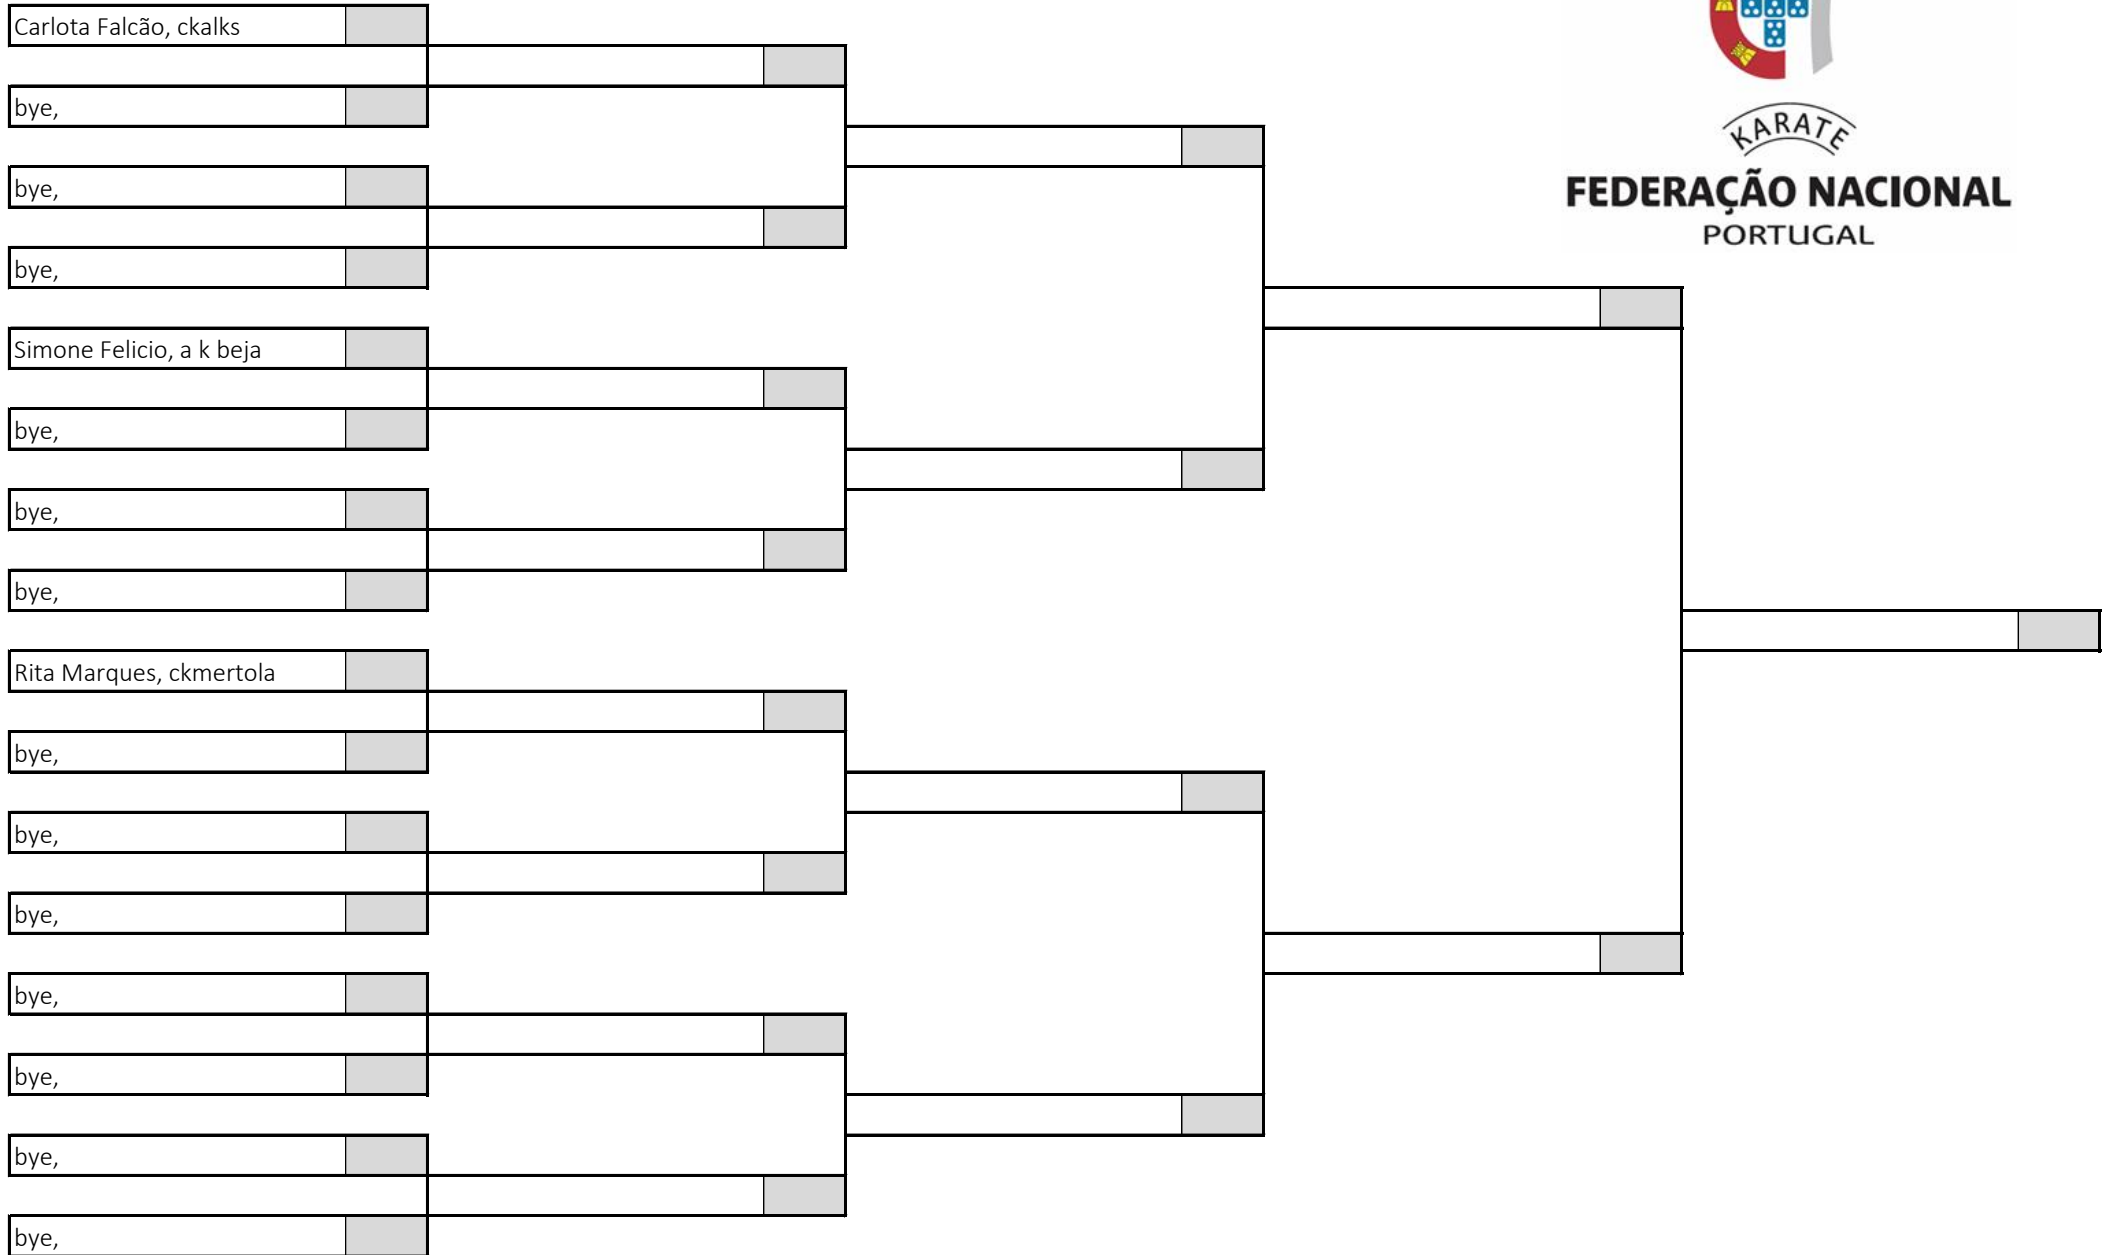 Carlota Falcão, ckalks
bye,
bye,
bye,
Simone Felicio, a k beja
bye,
bye,
bye,
Rita Marques, ckmertola
bye,
bye,
bye,
bye,
bye,
bye,
bye,
KARATE
FEDERAÇÃO NACIONAL
PORTUGAL